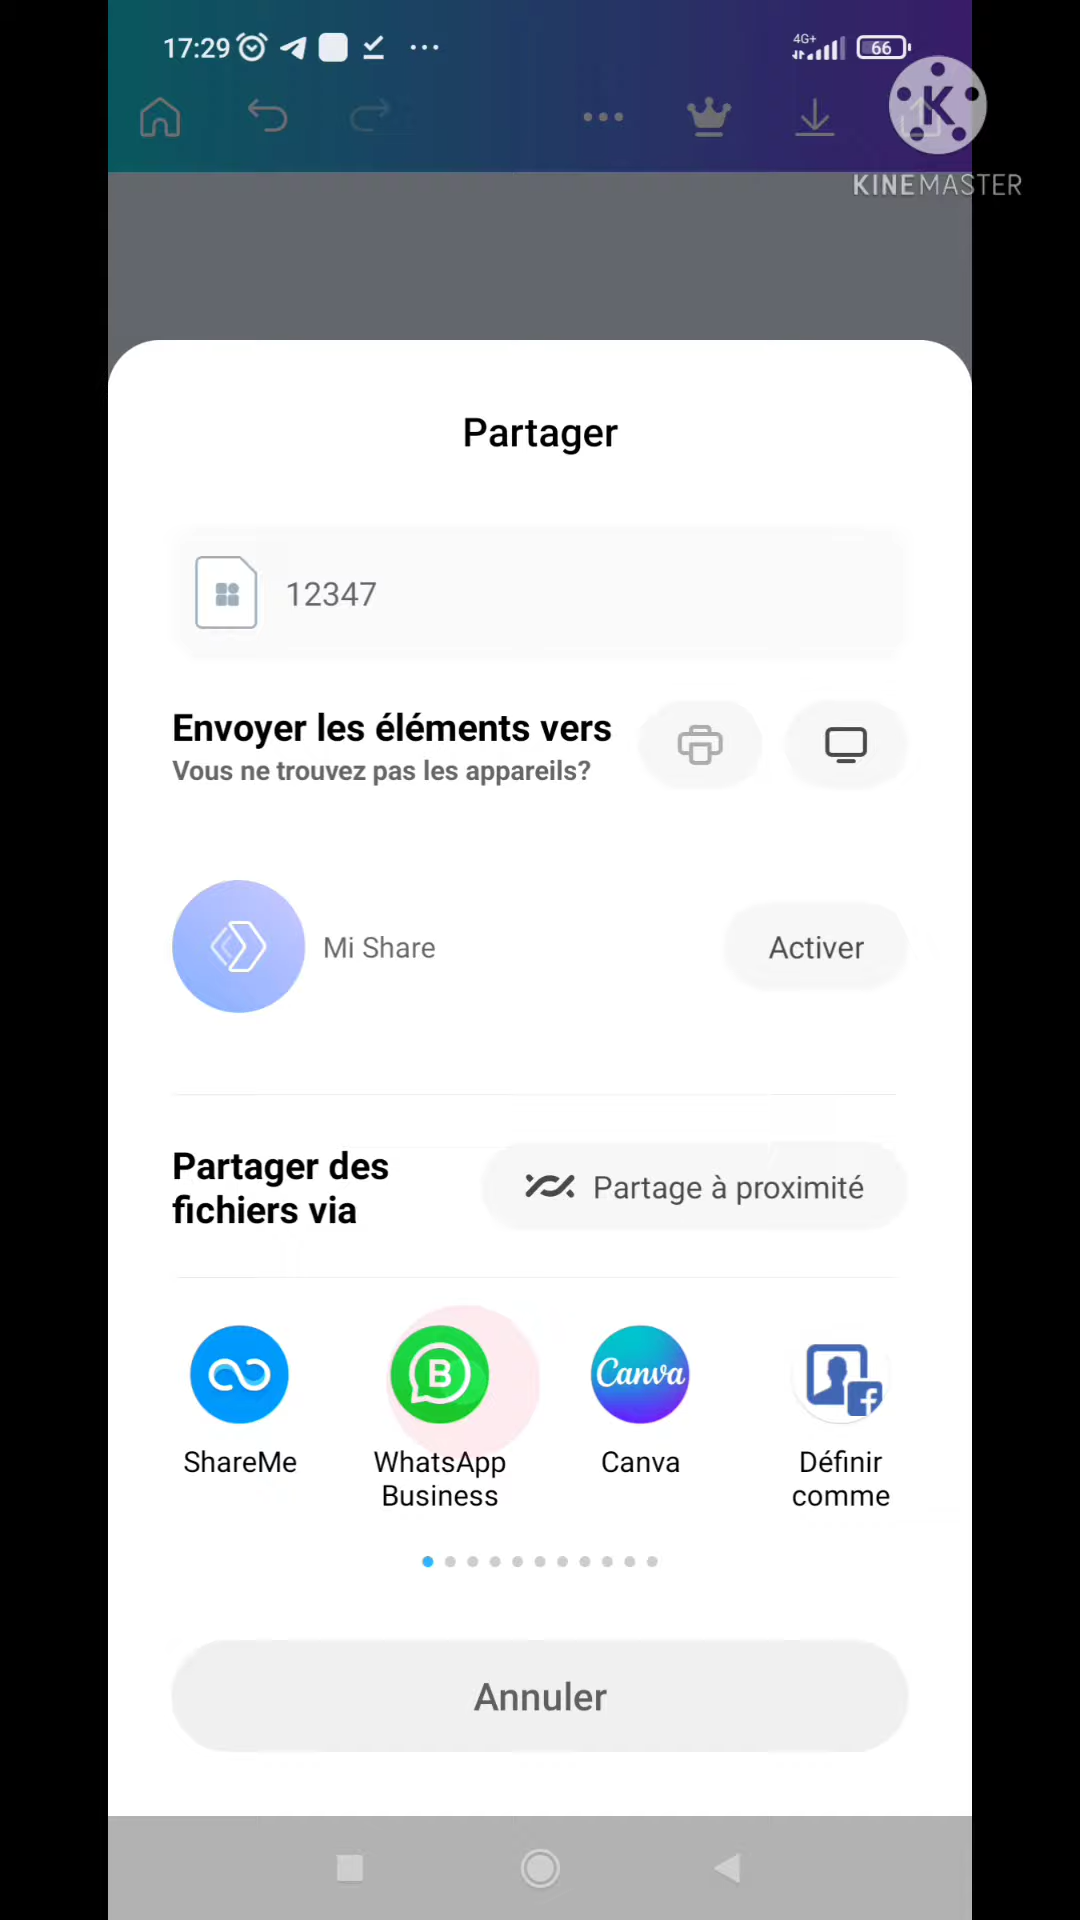 17:29
4G+
66
K
KINEMASTER
Partager
12347
Envoyer les éléments vers
Vous ne trouvez pas les appareils?
Mi Share
Activer
Partager des
fichiers via
Partage à proximité
B
Canva
f
ShareMe
WhatsApp
Business
Canva
Définir
comme
Annuler